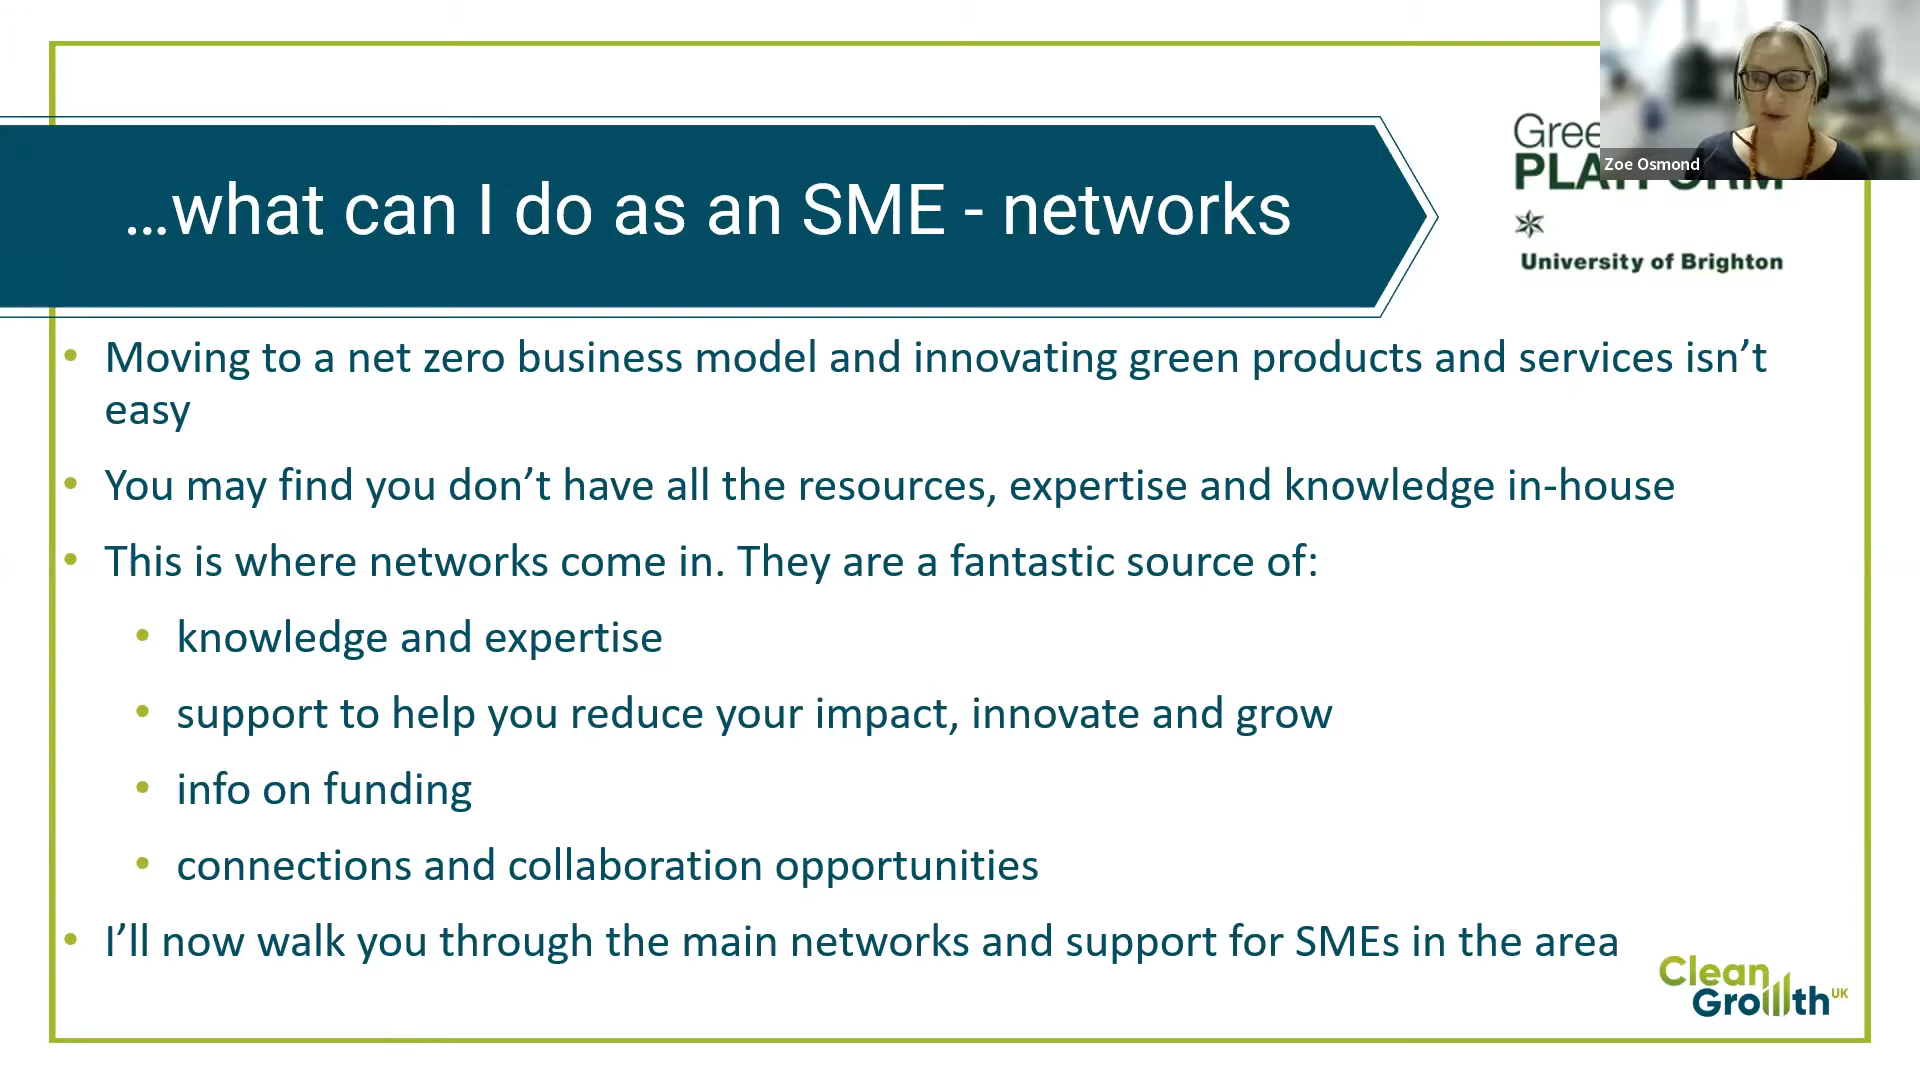 …what can I do as an SME - networks
Gree
PLATFORM
University of Brighton
Zoe Osmond
• Moving to a net zero business model and innovating green products and services isn’t
easy
• You may find you don’t have all the resources, expertise and knowledge in-house
• This is where networks come in. They are a fantastic source of:
• knowledge and expertise
• support to help you reduce your impact, innovate and grow
• info on funding
• connections and collaboration opportunities
• I’ll now walk you through the main networks and support for SMEs in the area
Clean
Growth UK